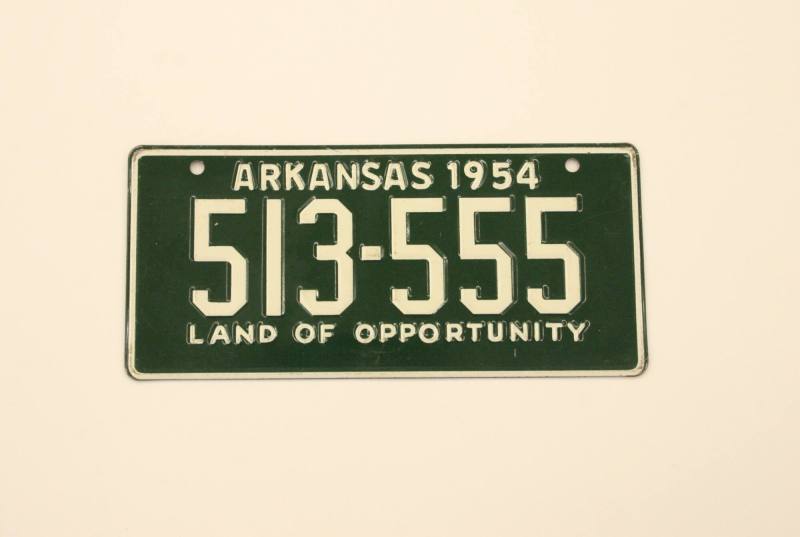 ARKANSAS 1954
513-555
LAND OF OPPORTUNITY